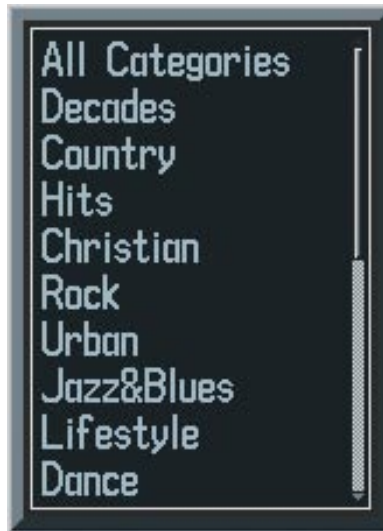 All Categories
Decades
Country
Hits
Christian
Rock
Urban
Jazz&Blues
Lifestyle
Dance